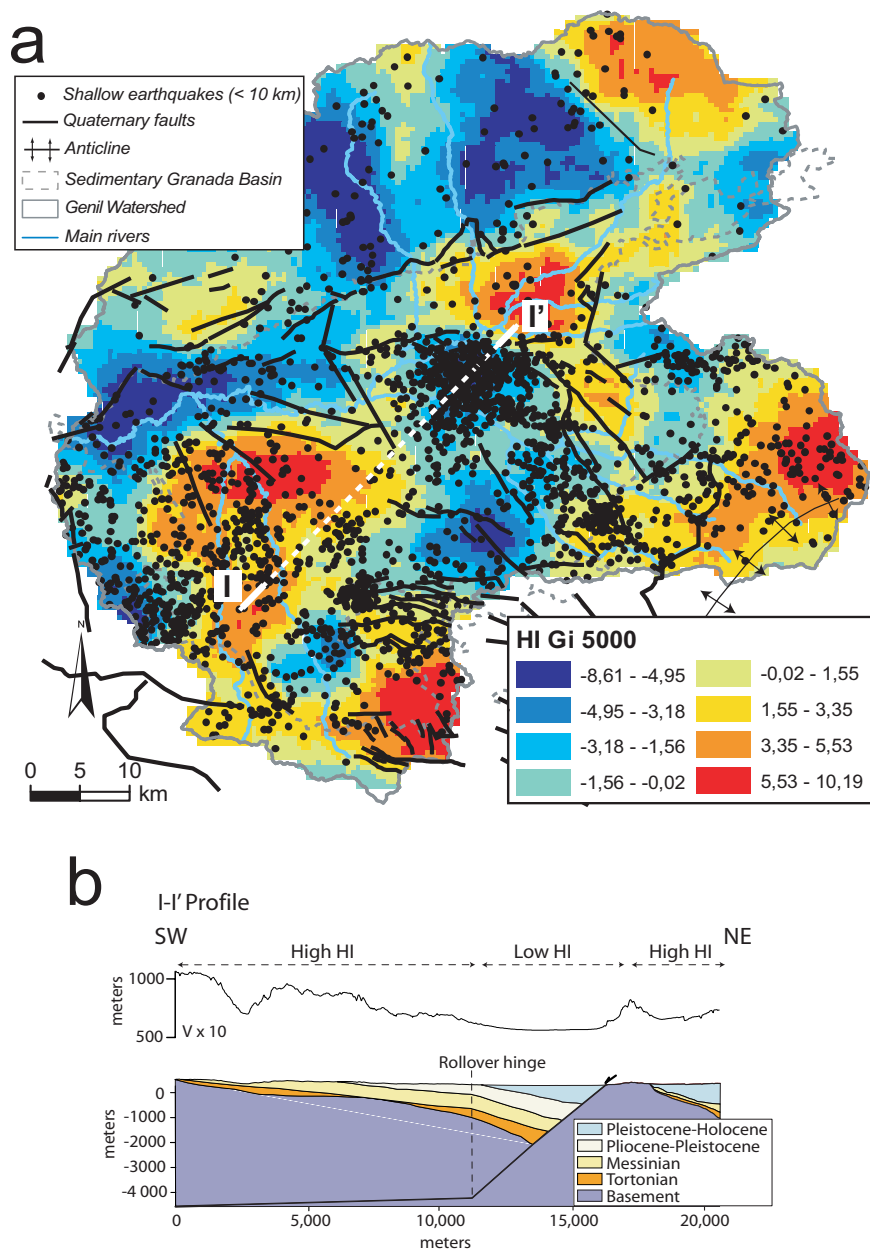 a
Shallow earthquakes (< 10 km)
Quaternary faults
Anticline
Sedimentary Granada Basin
Genil Watershed
Main rivers
I'
I
N
0 5 10
km
HI Gi 5000
-8,61 - -4,95
-4,95 - -3,18
-3,18 - -1,56
-1,56 - -0,02
-0,02 - 1,55
1,55 - 3,35
3,35 - 5,53
5,53 - 10,19
b
I-I' Profile
SW NE
High HI Low HI High HI
meters
1000
500
V x 10
Rollover hinge
meters
0
-1000
-2000
-3000
-4 000
Pleistocene-Holocene
Pliocene-Pleistocene
Messinian
Tortonian
Basement
0 5,000 10,000 15,000 20,000
meters